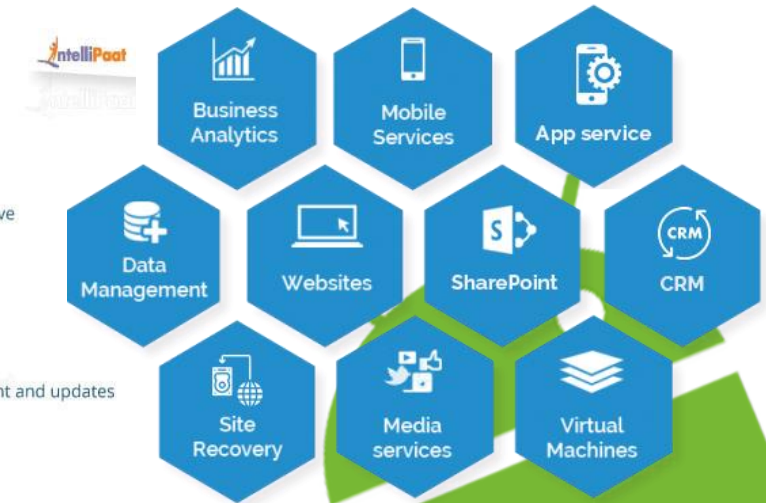 IntelliPaat
Business
Analytics
Mobile
Services
App service
ve
Data
Management
Websites
S
SharePoint
CRM
CRM
nt and updates
Site
Recovery
Media
services
Virtual
Machines